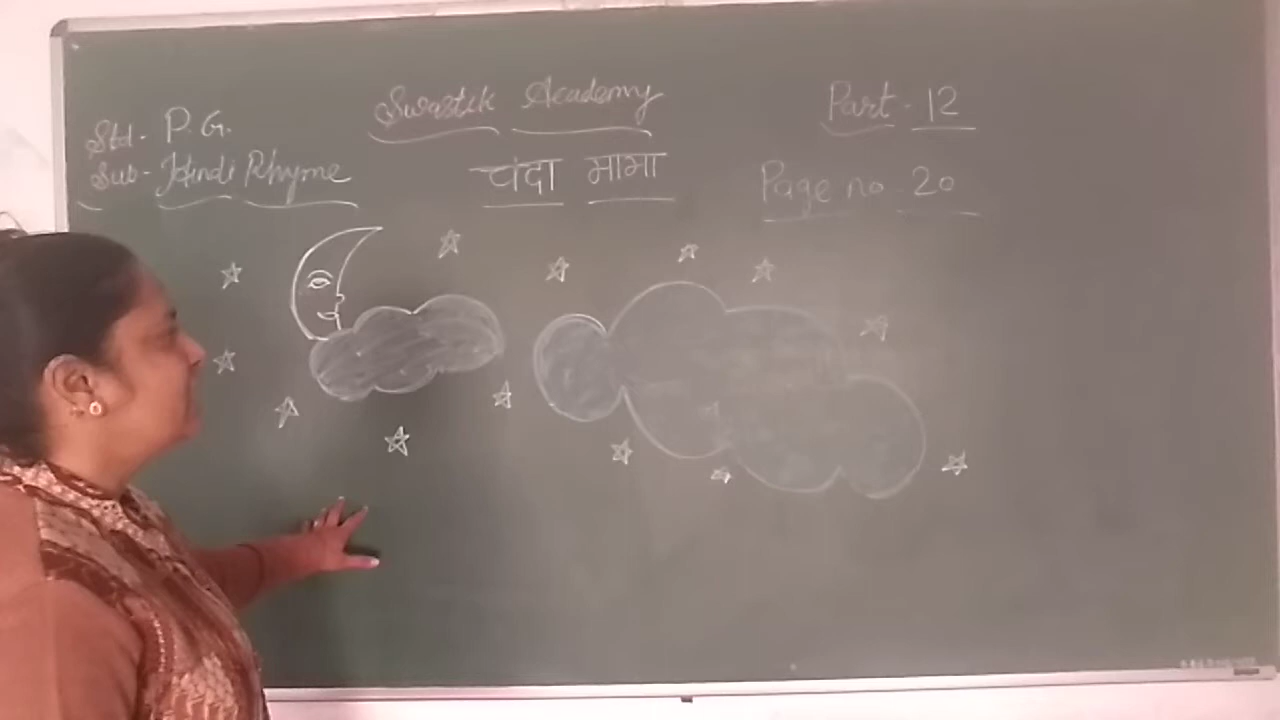 Swastik Academy
Part - 12
Std - P.G.
Sub - Hindi Rhyme
चंदा मामा
Page no. 20